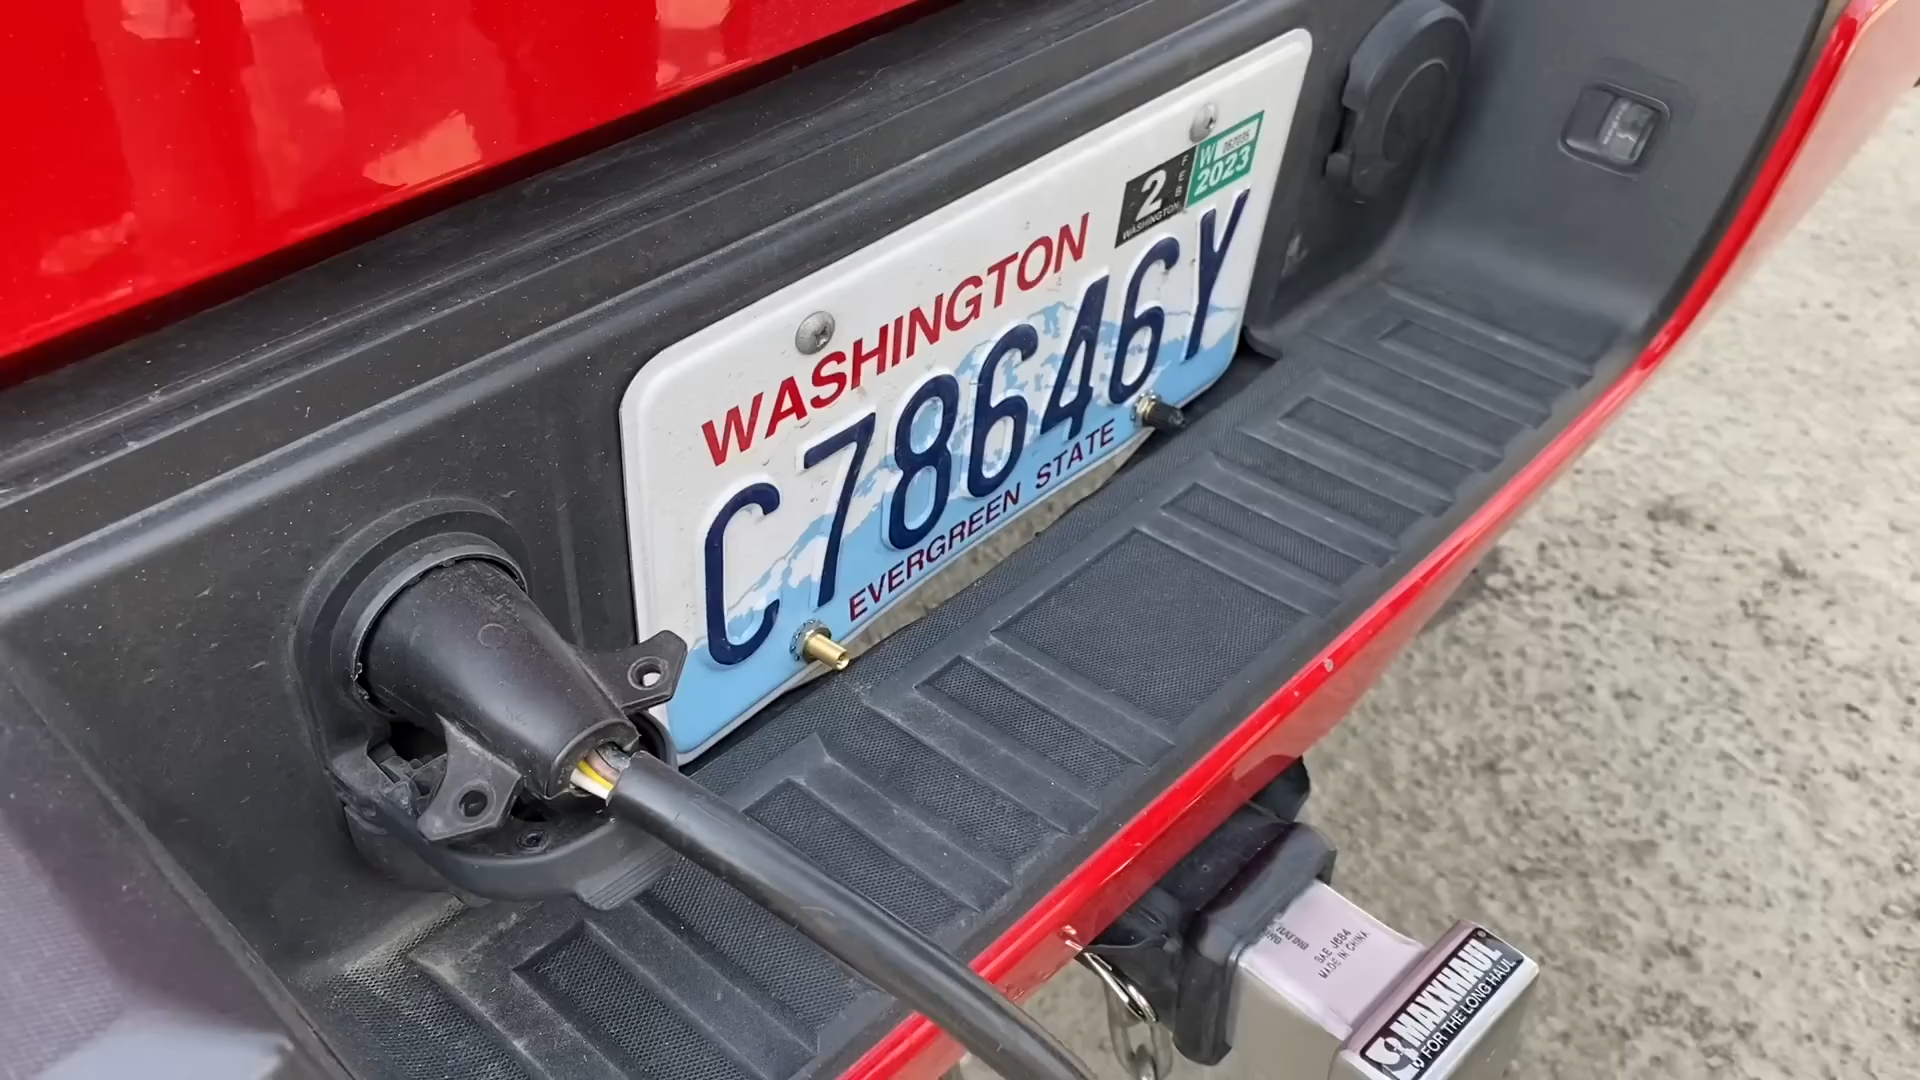 WASHINGTON
2
FEB
WASHINGTON
W
2023
C78646Y
EVERGREEN STATE
SAE J684
MADE IN CHINA
MAXXHAUL
FOR THE LONG HAUL